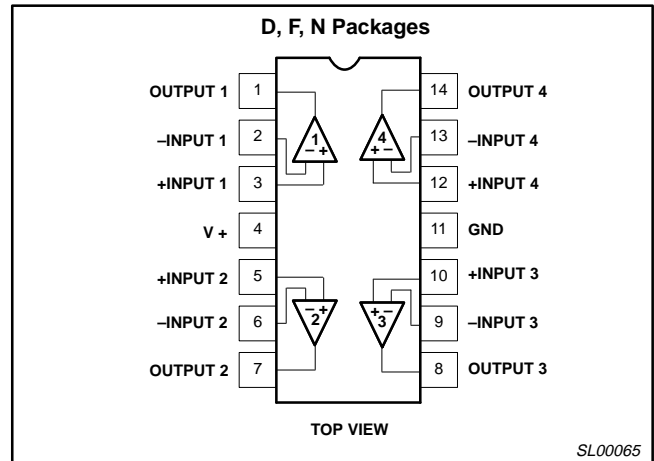 D, F, N Packages
OUTPUT 1 1 14 OUTPUT 4
–INPUT 1 2 13 –INPUT 4
1 – + 4 + –
+INPUT 1 3 12 +INPUT 4
V + 4 11 GND
+INPUT 2 5 10 +INPUT 3
– + 2 + – 3
–INPUT 2 6 9 –INPUT 3
OUTPUT 2 7 8 OUTPUT 3
TOP VIEW
SL00065